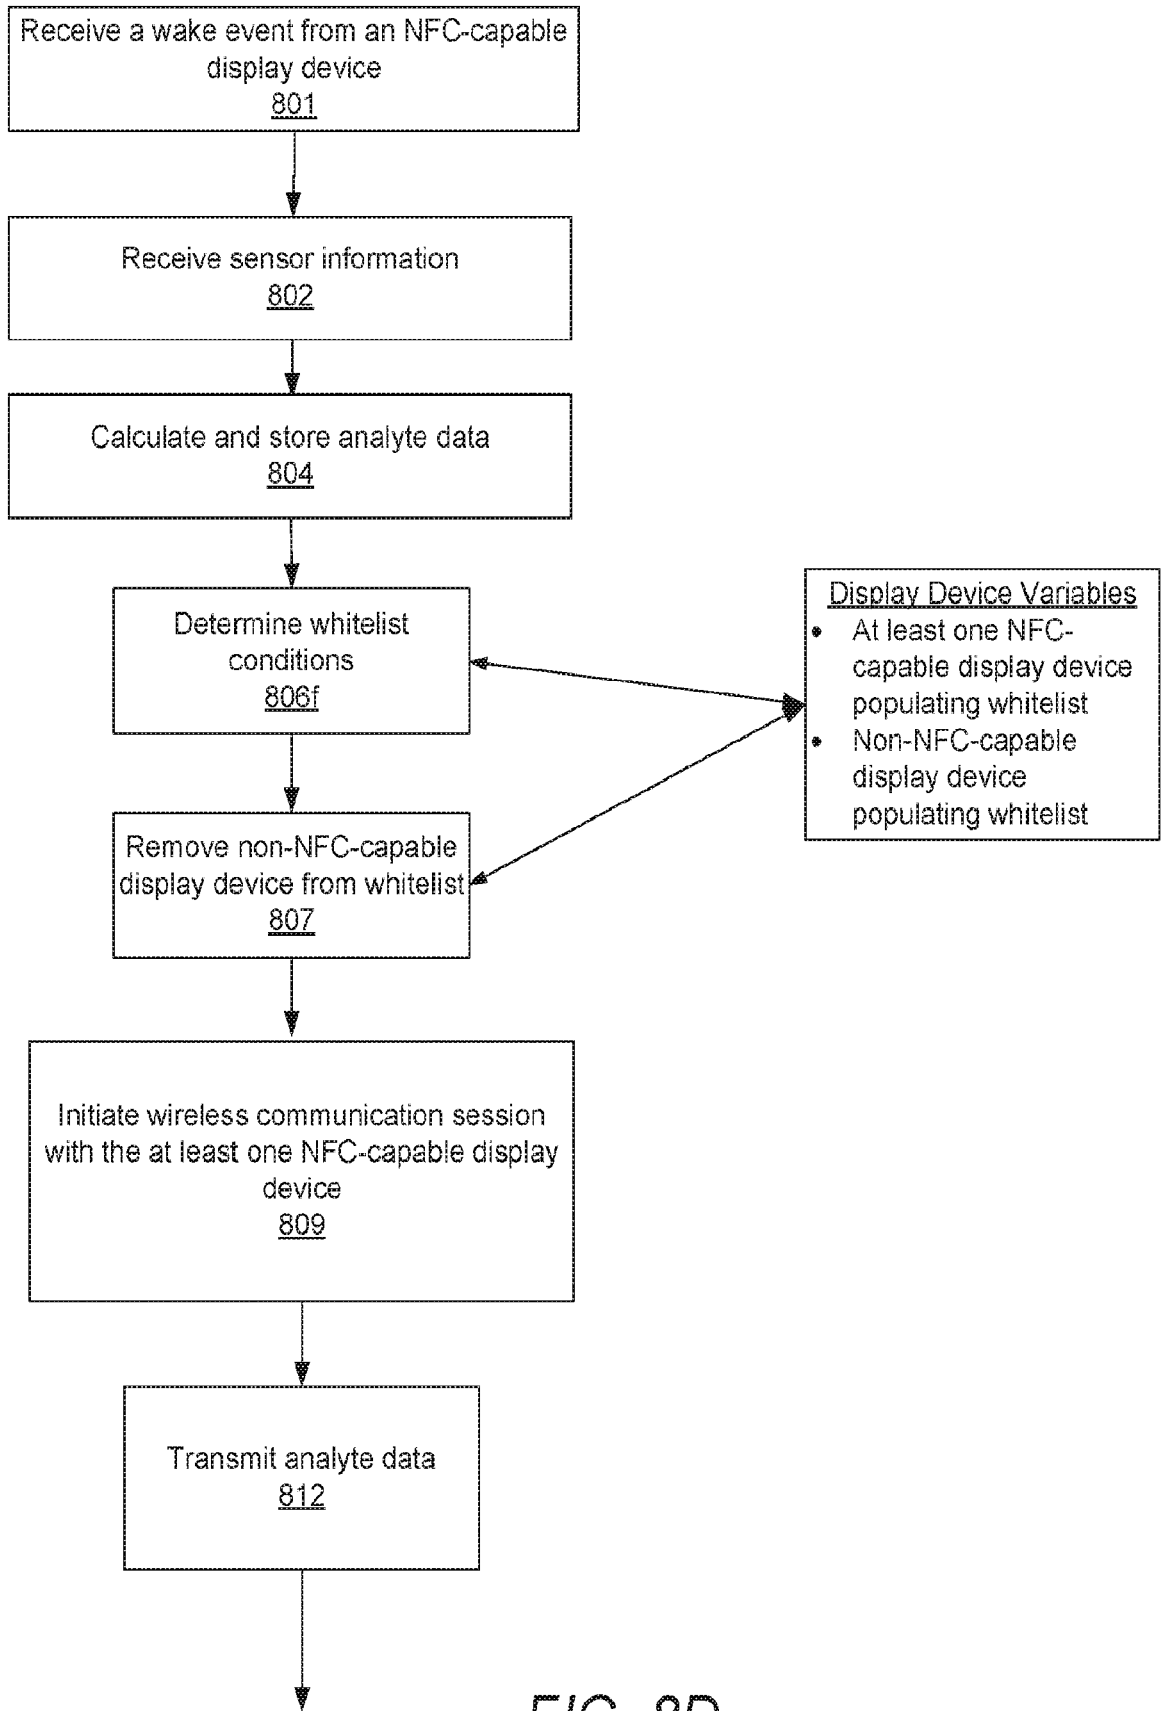 Receive a wake event from an NFC-capable
display device
801
Receive sensor information
802
Calculate and store analyte data
804
Determine whitelist
conditions
806f
Display Device Variables
• At least one NFC-
capable display device
populating whitelist
• Non-NFC-capable
display device
populating whitelist
Remove non-NFC-capable
display device from whitelist
807
Initiate wireless communication session
with the at least one NFC-capable display
device
809
Transmit analyte data
812